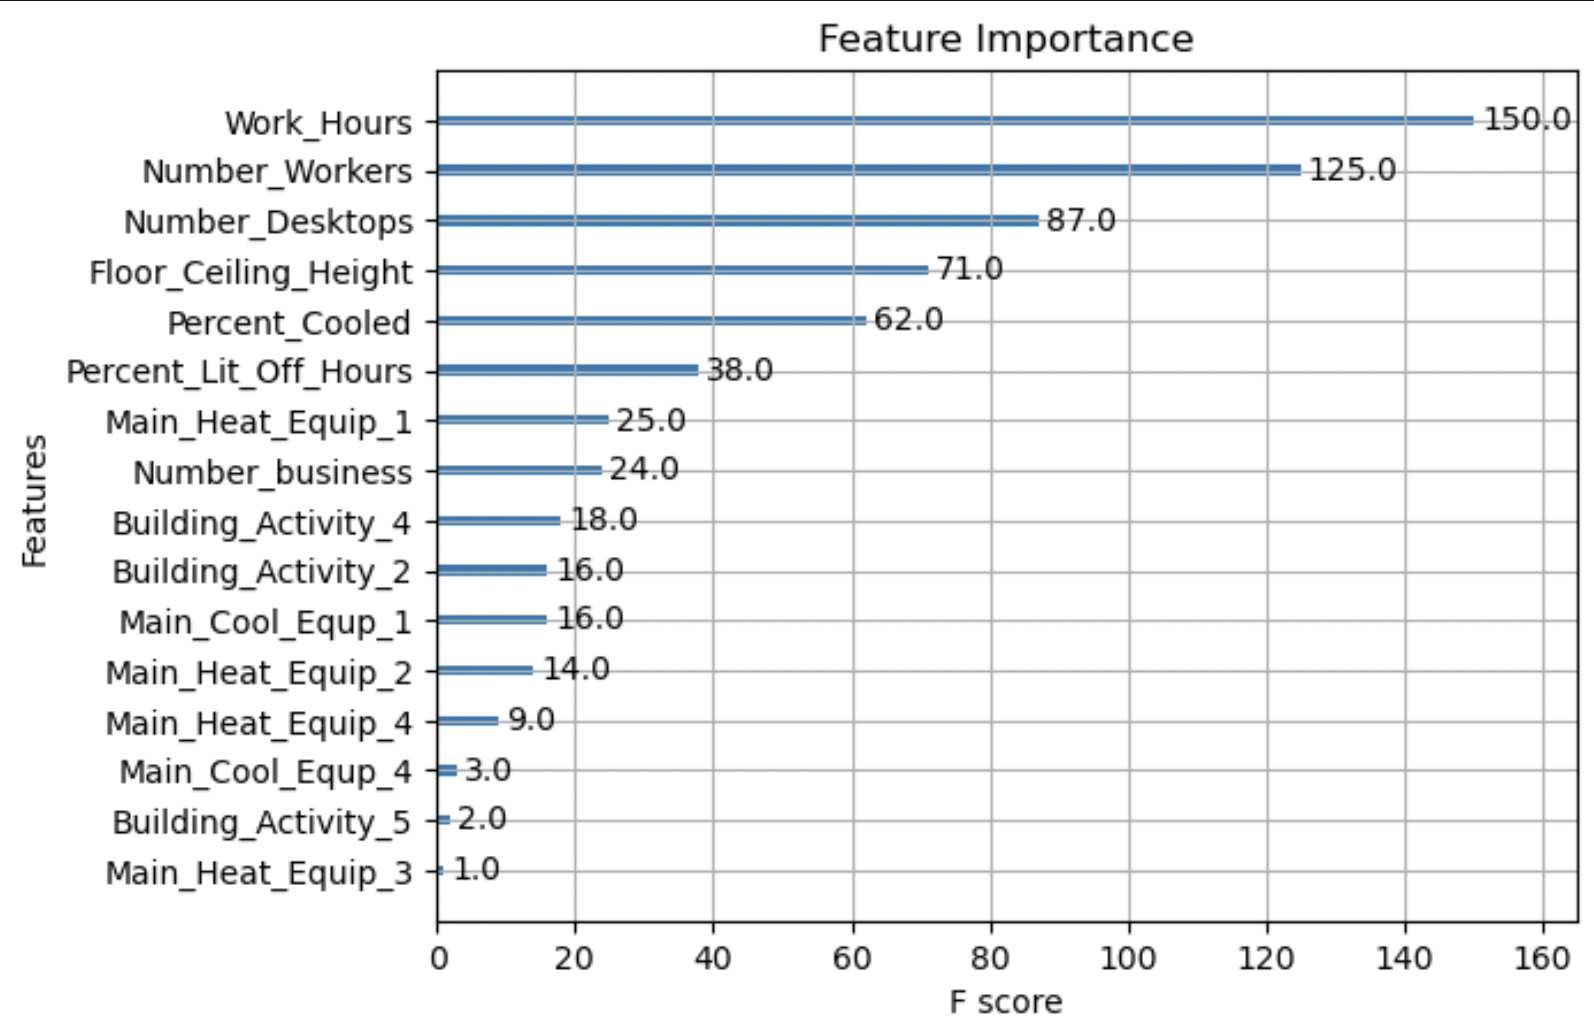 Feature Importance
Work_Hours 150.0
Number_Workers 125.0
Number_Desktops 87.0
Floor_Ceiling_Height 71.0
Percent_Cooled 62.0
Percent_Lit_Off_Hours 38.0
Main_Heat_Equip_1 25.0
Number_business 24.0
Building_Activity_4 18.0
Building_Activity_2 16.0
Main_Cool_Equp_1 16.0
Main_Heat_Equip_2 14.0
Main_Heat_Equip_4 9.0
Main_Cool_Equp_4 3.0
Building_Activity_5 2.0
Main_Heat_Equip_3 1.0
Features
0 20 40 60 80 100 120 140 160
F score